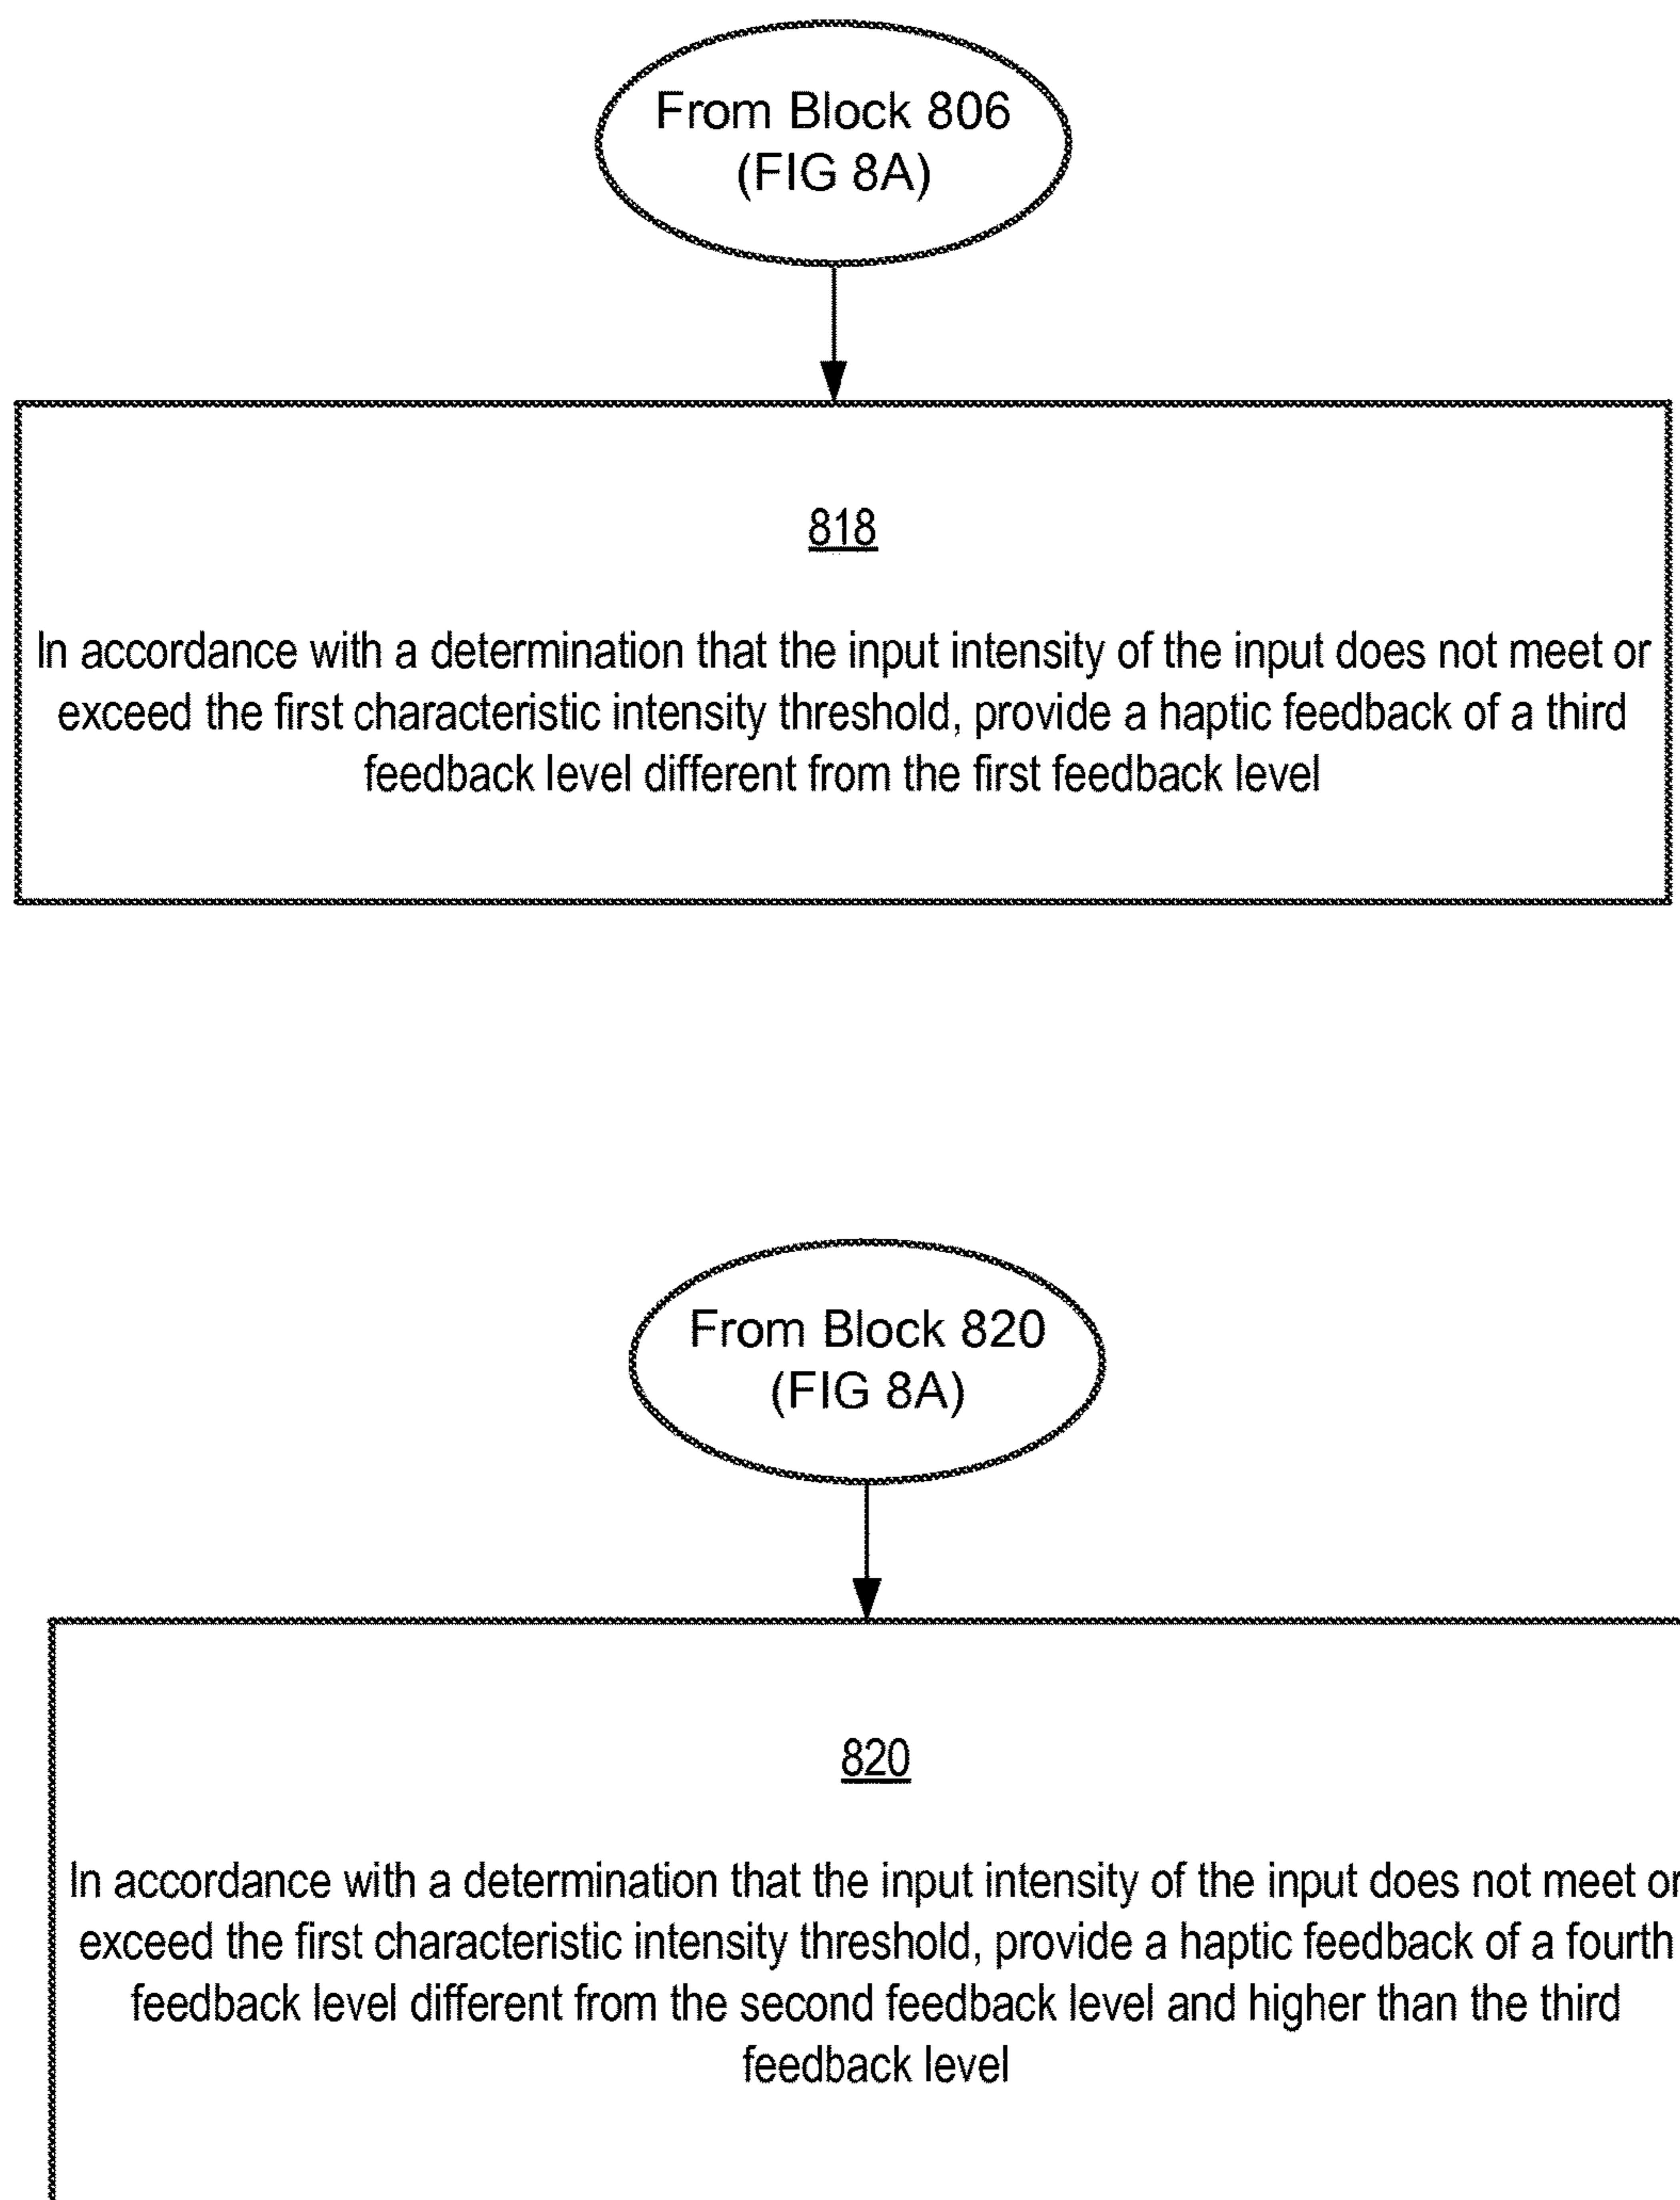 From Block 806
(FIG 8A)
818
In accordance with a determination that the input intensity of the input does not meet or
exceed the first characteristic intensity threshold, provide a haptic feedback of a third
feedback level different from the first feedback level
From Block 820
(FIG 8A)
820
In accordance with a determination that the input intensity of the input does not meet or
exceed the first characteristic intensity threshold, provide a haptic feedback of a fourth
feedback level different from the second feedback level and higher than the third
feedback level